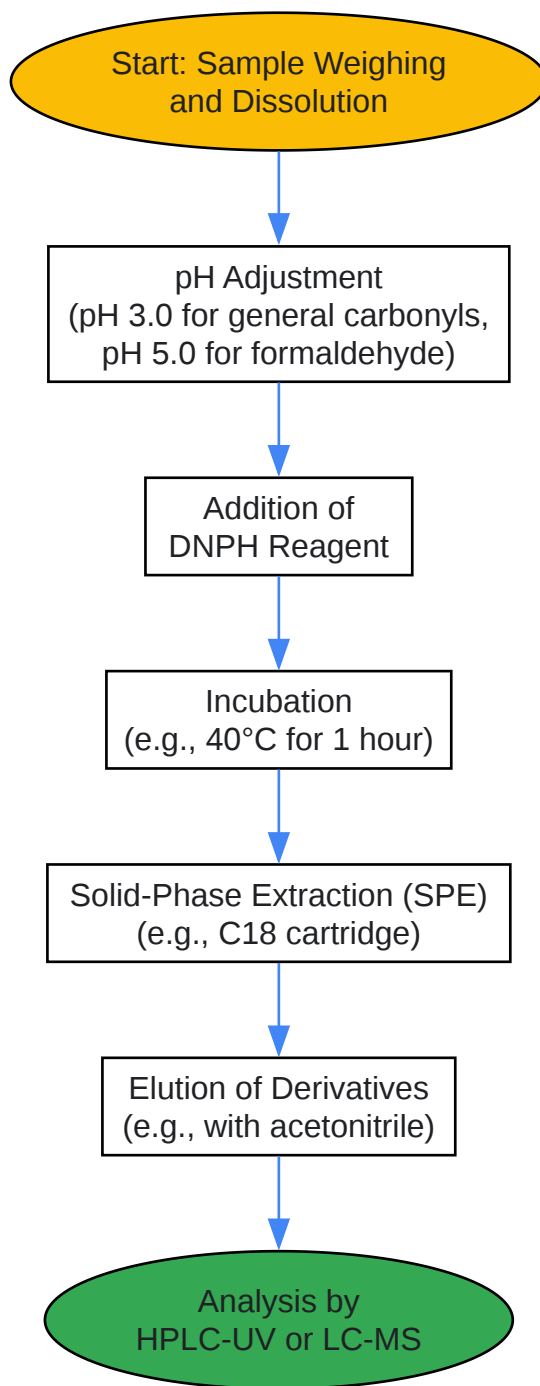 Start: Sample Weighing
and Dissolution
pH Adjustment
(pH 3.0 for general carbonyls,
pH 5.0 for formaldehyde)
Addition of
DNPH Reagent
Incubation
(e.g., 40°C for 1 hour)
Solid-Phase Extraction (SPE)
(e.g., C18 cartridge)
Elution of Derivatives
(e.g., with acetonitrile)
Analysis by
HPLC-UV or LC-MS